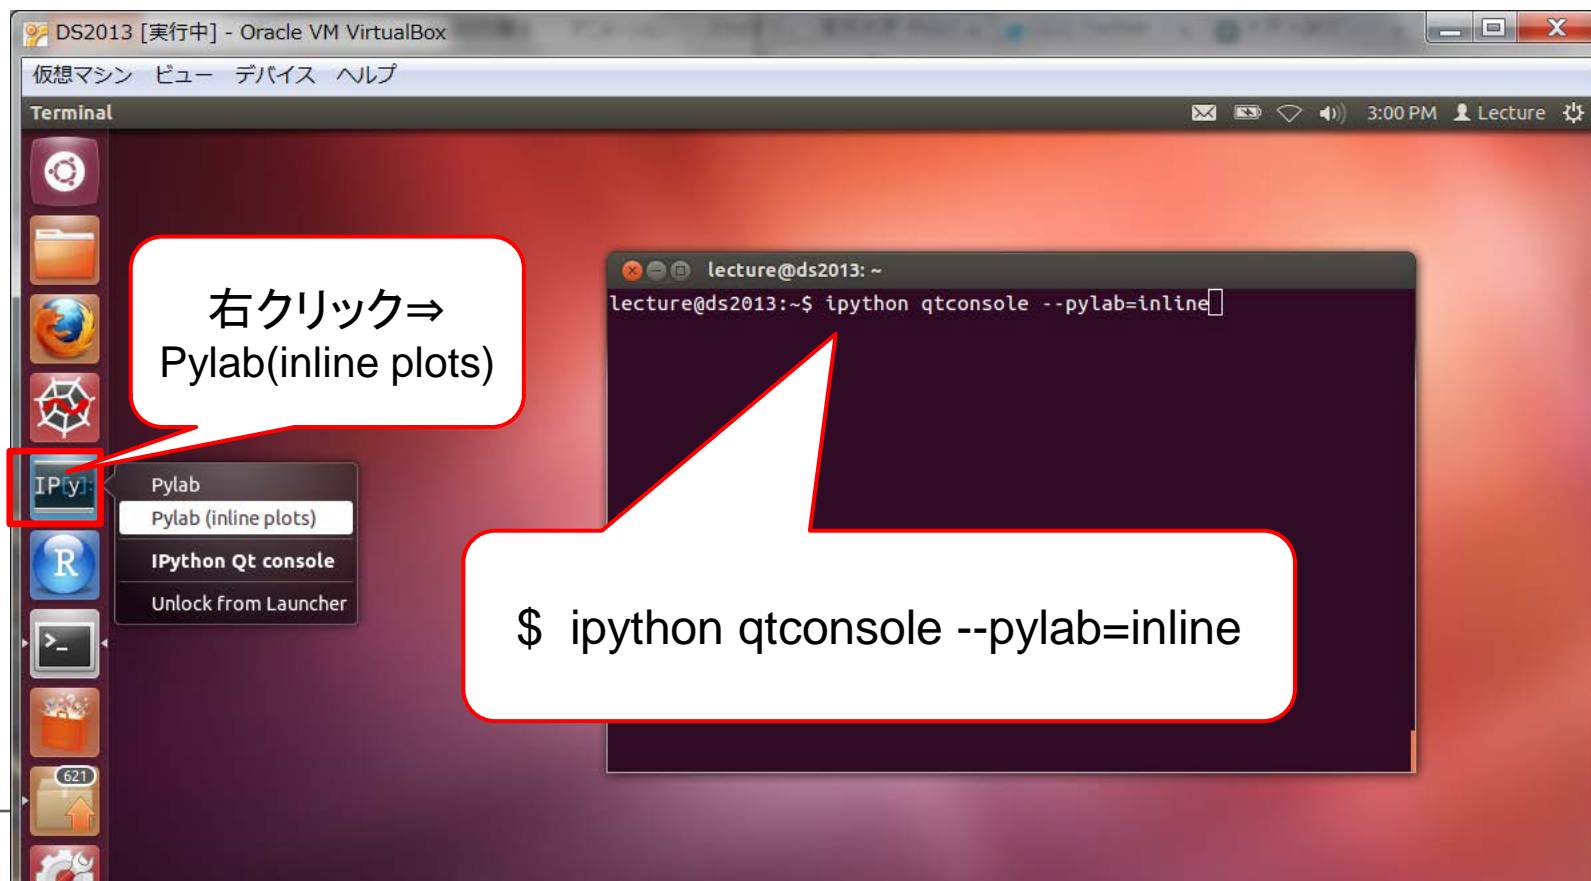 DS2013 [実行中] - Oracle VM VirtualBox
仮想マシン ビュー デバイス ヘルプ
Terminal
3:00 PM Lecture
右クリック⇒
Pylab(inline plots)
lecture@ds2013: ~
lecture@ds2013:~$ ipython qtconsole --pylab=inline
IP[y]:
Pylab
Pylab (inline plots)
IPython Qt console
Unlock from Launcher
R
>_
$ ipython qtconsole --pylab=inline
621